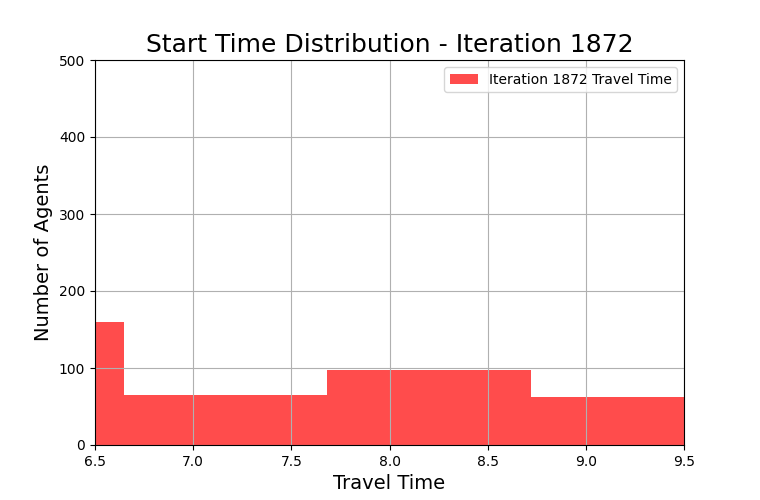 Start Time Distribution - Iteration 1872
Iteration 1872 Travel Time
Number of Agents
500
400
300
200
100
0
6.5 7.0 7.5 8.0 8.5 9.0 9.5
Travel Time